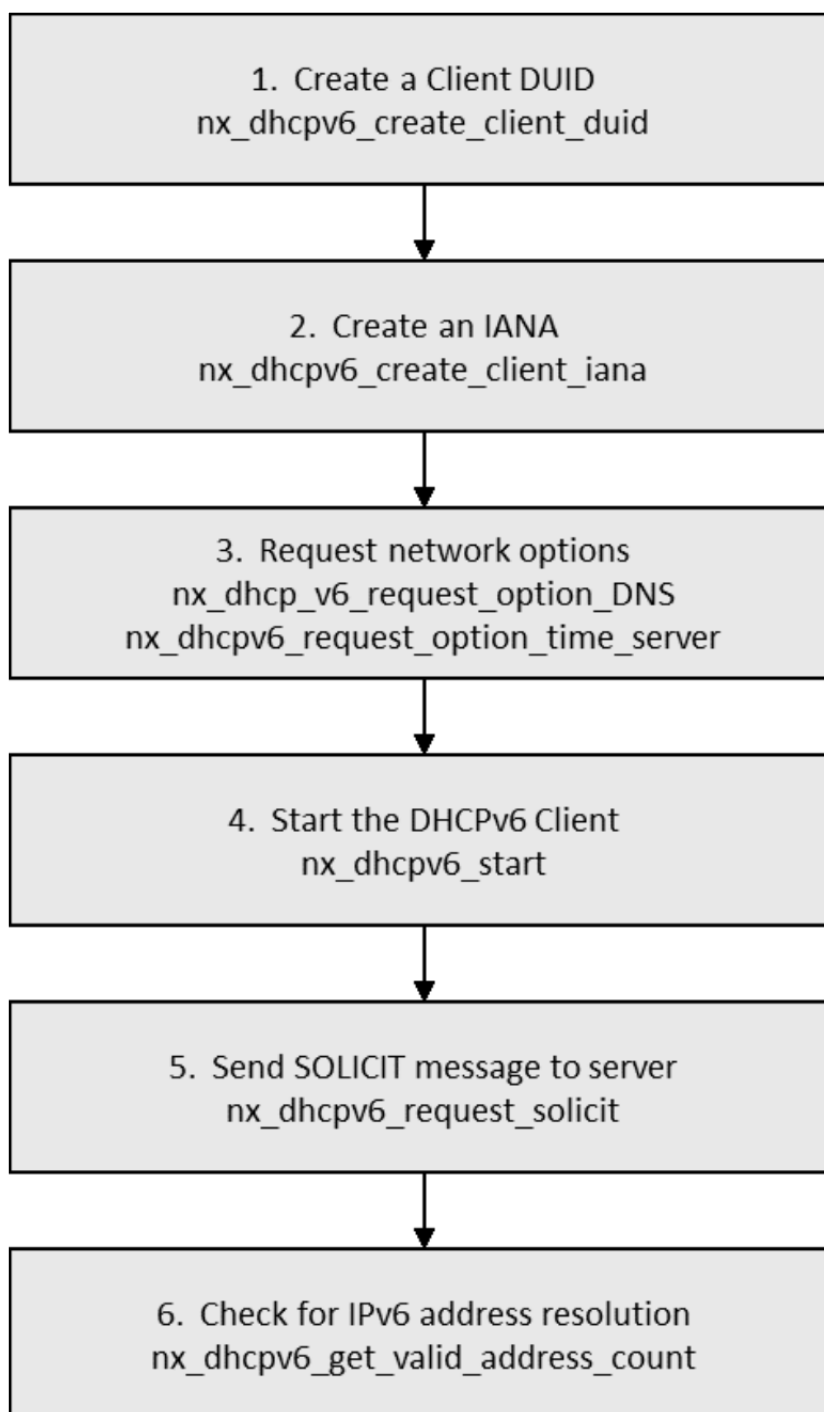 1. Create a Client DUID
nx_dhcpv6_create_client_duid
2. Create an IANA
nx_dhcpv6_create_client_iana
3. Request network options
nx_dhcp_v6_request_option_DNS
nx_dhcpv6_request_option_time_server
4. Start the DHCPv6 Client
nx_dhcpv6_start
5. Send SOLICIT message to server
nx_dhcpv6_request_solicit
6. Check for IPv6 address resolution
nx_dhcpv6_get_valid_address_count